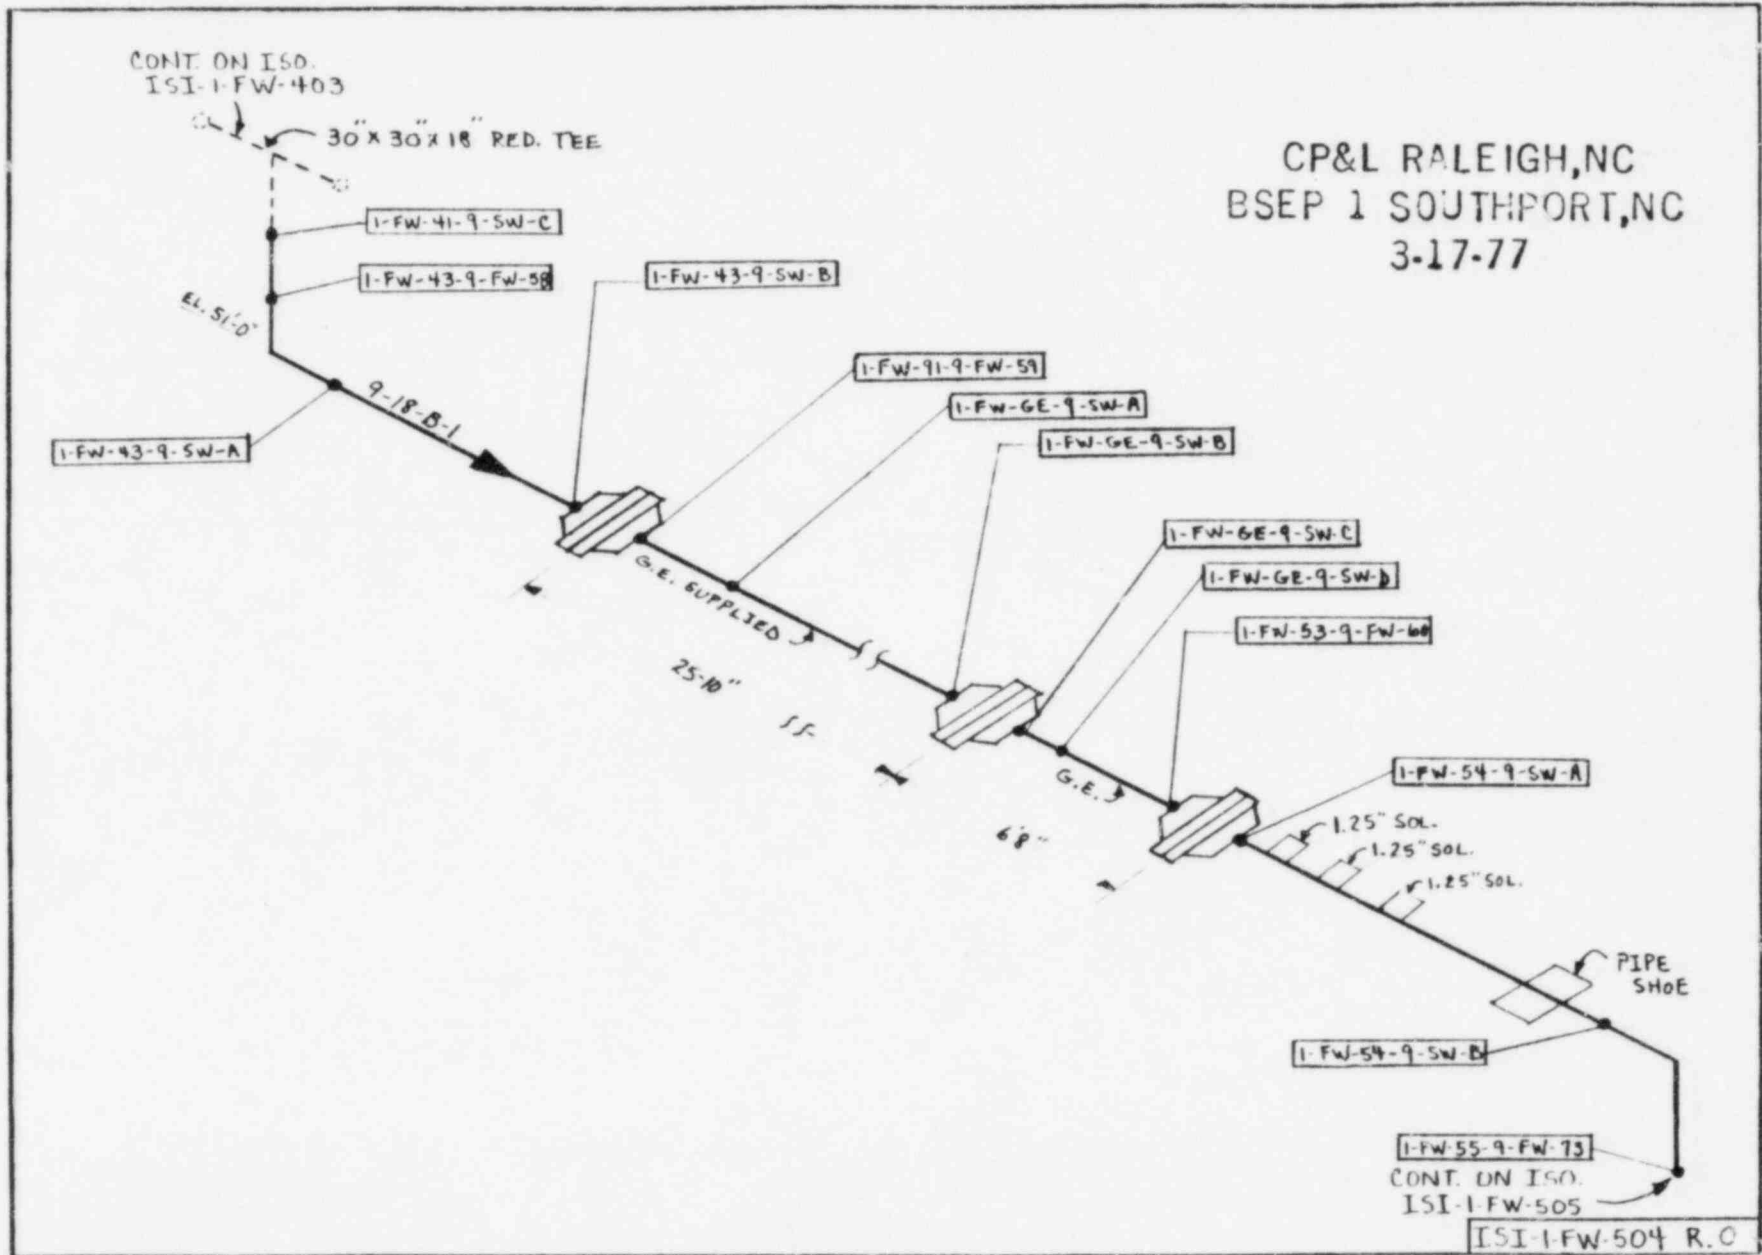 CONT. ON ISO.
ISI-1-FW-403
30"X30"X18" RED. TEE
CP&L RALEIGH,NC
BSEP 1 SOUTHPORT,NC
3-17-77
1-FW-41-9-SW-C
1-FW-43-9-FW-58
1-FW-43-9-SW-B
EL. 51'-0"
1-FW-91-9-FW-59
9-18-B-1
1-FW-GE-9-SW-A
1-FW-43-9-SW-A
1-FW-GE-9-SW-B
1-FW-GE-9-SW-C
G.E. SUPPLIED
1-FW-GE-9-SW-D
1-FW-53-9-FW-60
25-10"
1-FW-54-9-SW-A
G.E.
6'8"
1.25" SOL.
1.25" SOL.
1.25" SOL.
PIPE
SHOE
1-FW-54-9-SW-B
1-FW-55-9-FW-73
CONT. ON ISO.
ISI-1-FW-505
ISI-1-FW-504 R.0